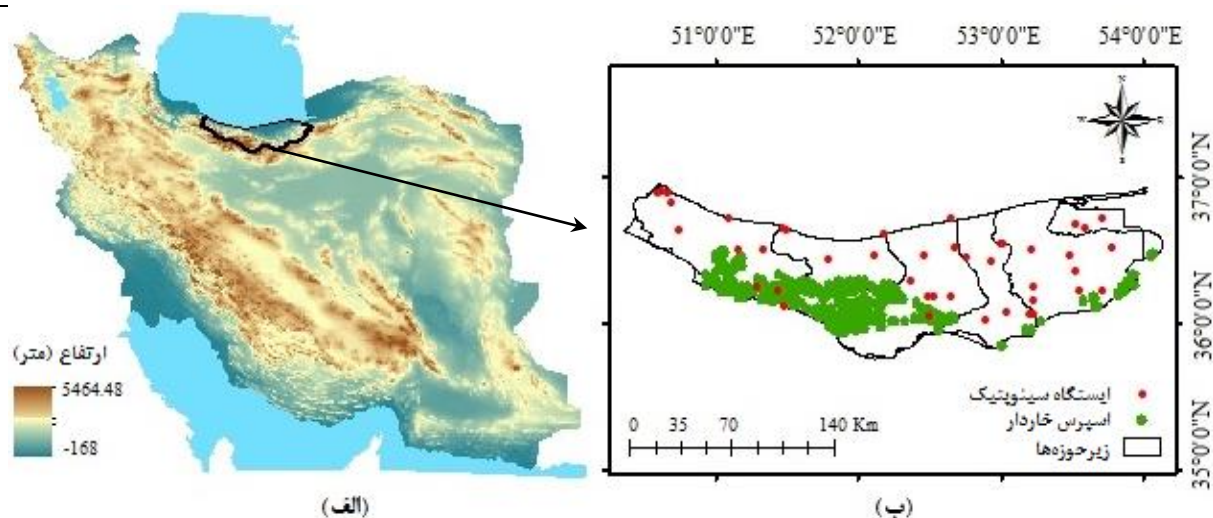 51°0'0"E 52°0'0"E 53°0'0"E 54°0'0"E
N
W E
S
37°0'0"N
36°0'0"N
35°0'0"N
ارتفاع (متر)
5464.48
-168
ایستگاه سینوپتیک
اسپرس خاردار
زیرحوزه‌ها
0 35 70 140 Km
(الف)
(ب)